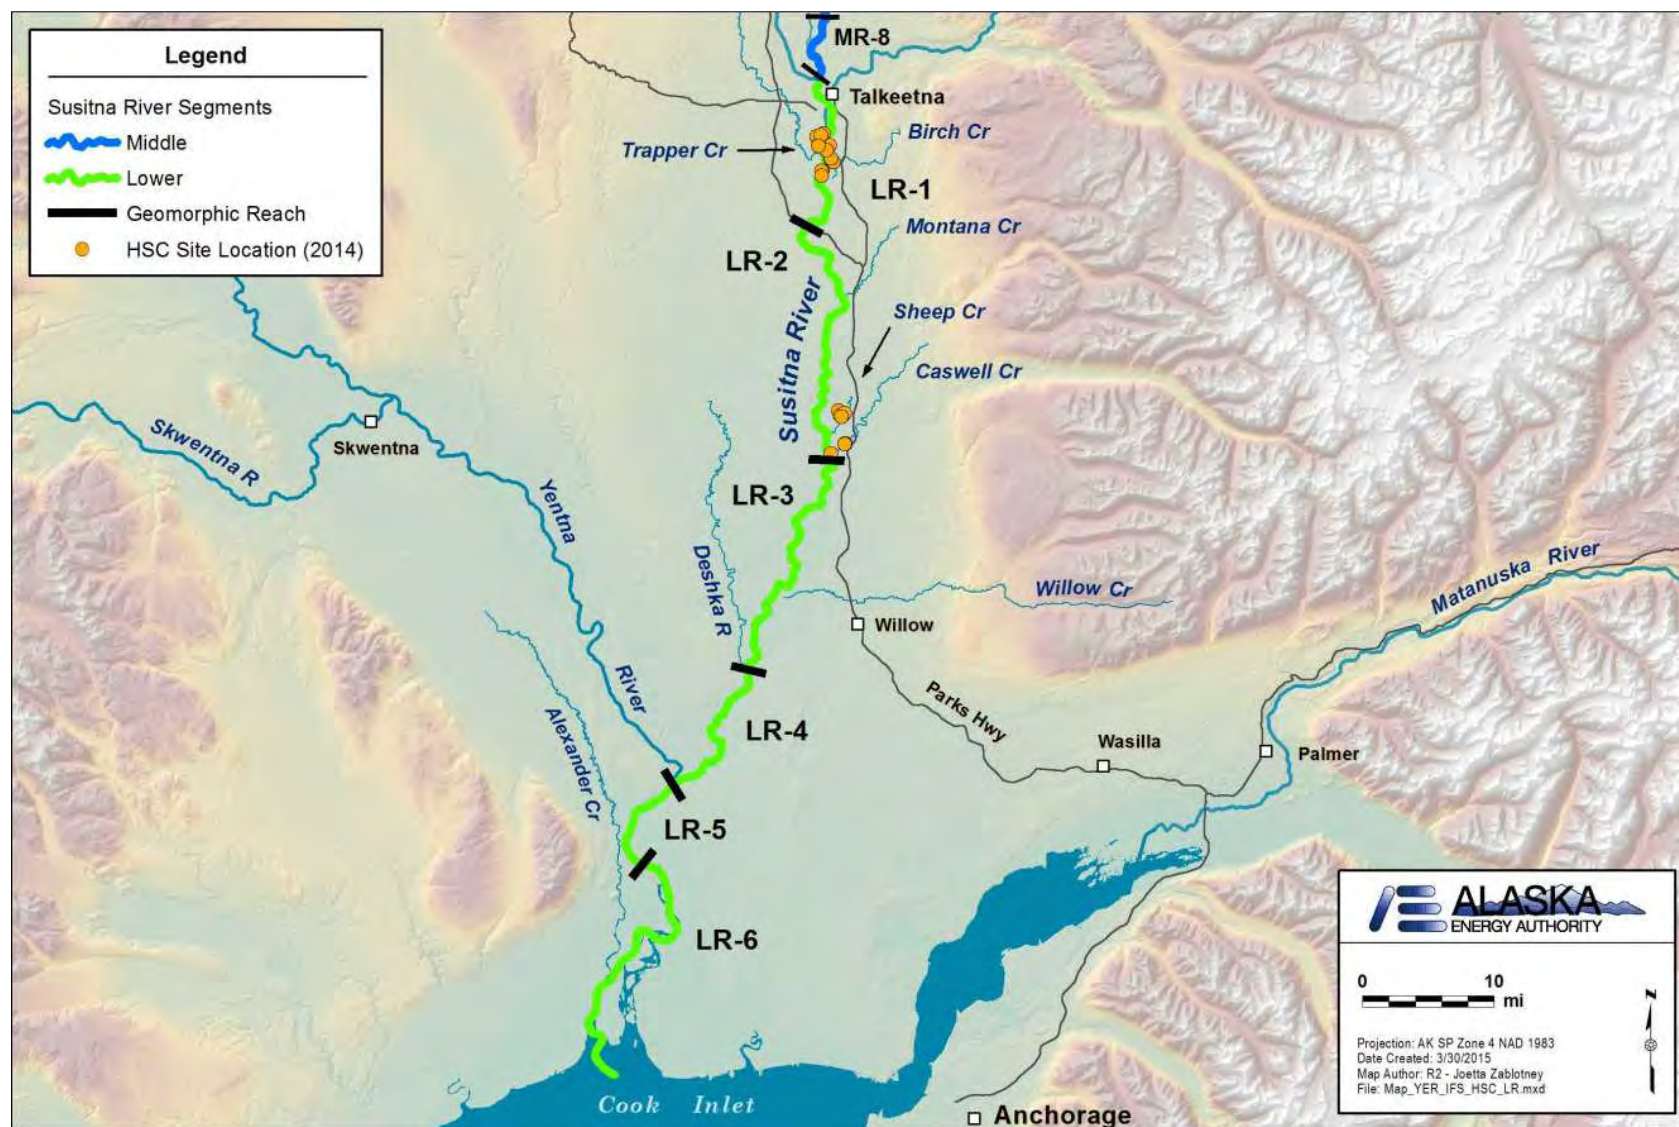 Legend
Susitna River Segments
Middle
Lower
Geomorphic Reach
HSC Site Location (2014)
MR-8
Talkeetna
Birch Cr
Trapper Cr
LR-1
Montana Cr
LR-2
Susitna River
Sheep Cr
Caswell Cr
Skwentna R
Skwentna
Yentna
River
LR-3
Deshka R
Willow Cr
Willow
Matanuska River
Parks Hwy
Wasilla
Palmer
Alexander Cr
LR-4
LR-5
LR-6
Cook Inlet
Anchorage
ALASKA
ENERGY AUTHORITY
0 10
mi
N
Projection: AK SP Zone 4 NAD 1983
Date Created: 3/30/2015
Map Author: R2 - Joetta Zablotney
File: Map_YER_IFS_HSC_LR.mxd